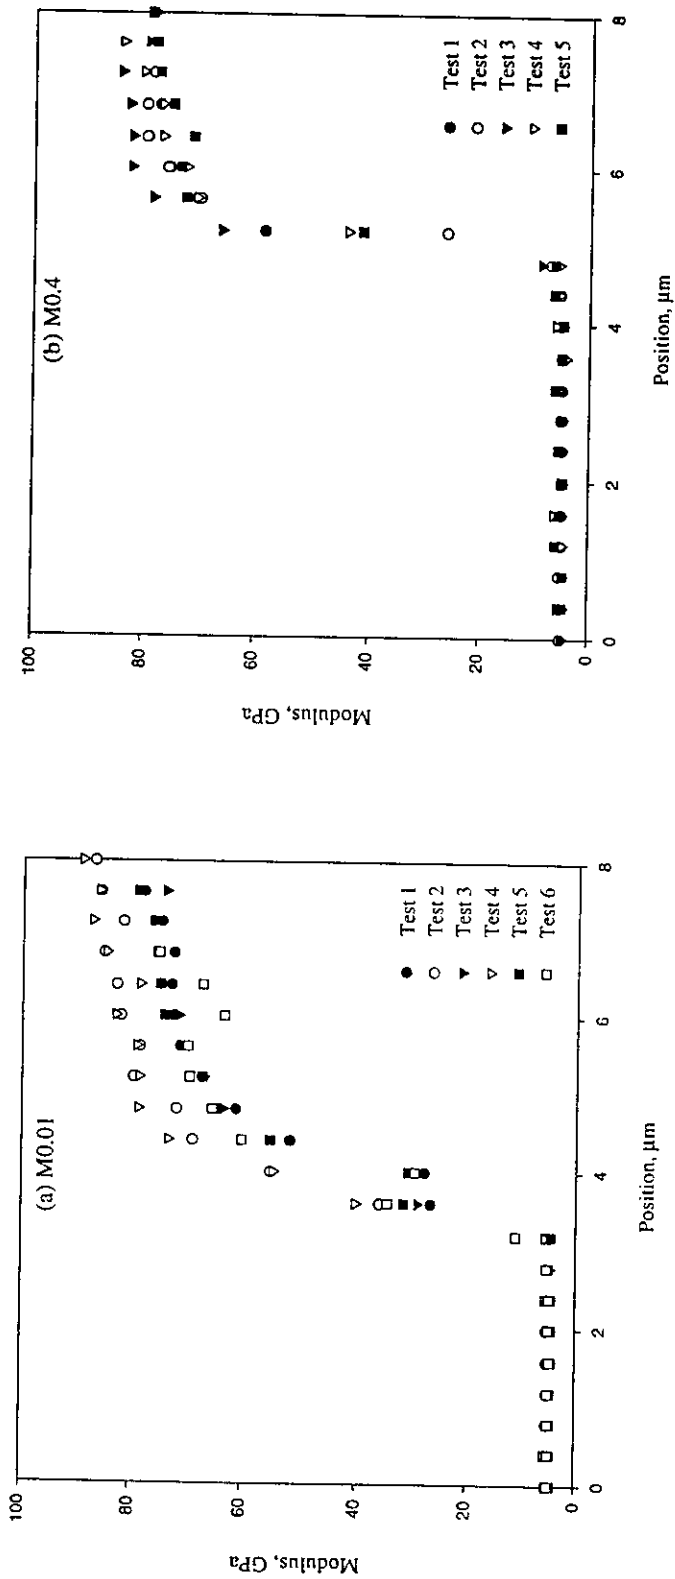 (a) M0.01
Modulus, GPa
100
80
60
40
20
0
0
2
4
6
8
Position, µm
Test 1
Test 2
Test 3
Test 4
Test 5
Test 6
(b) M0.4
Modulus, GPa
100
80
60
40
20
0
0
2
4
6
8
Position, µm
Test 1
Test 2
Test 3
Test 4
Test 5